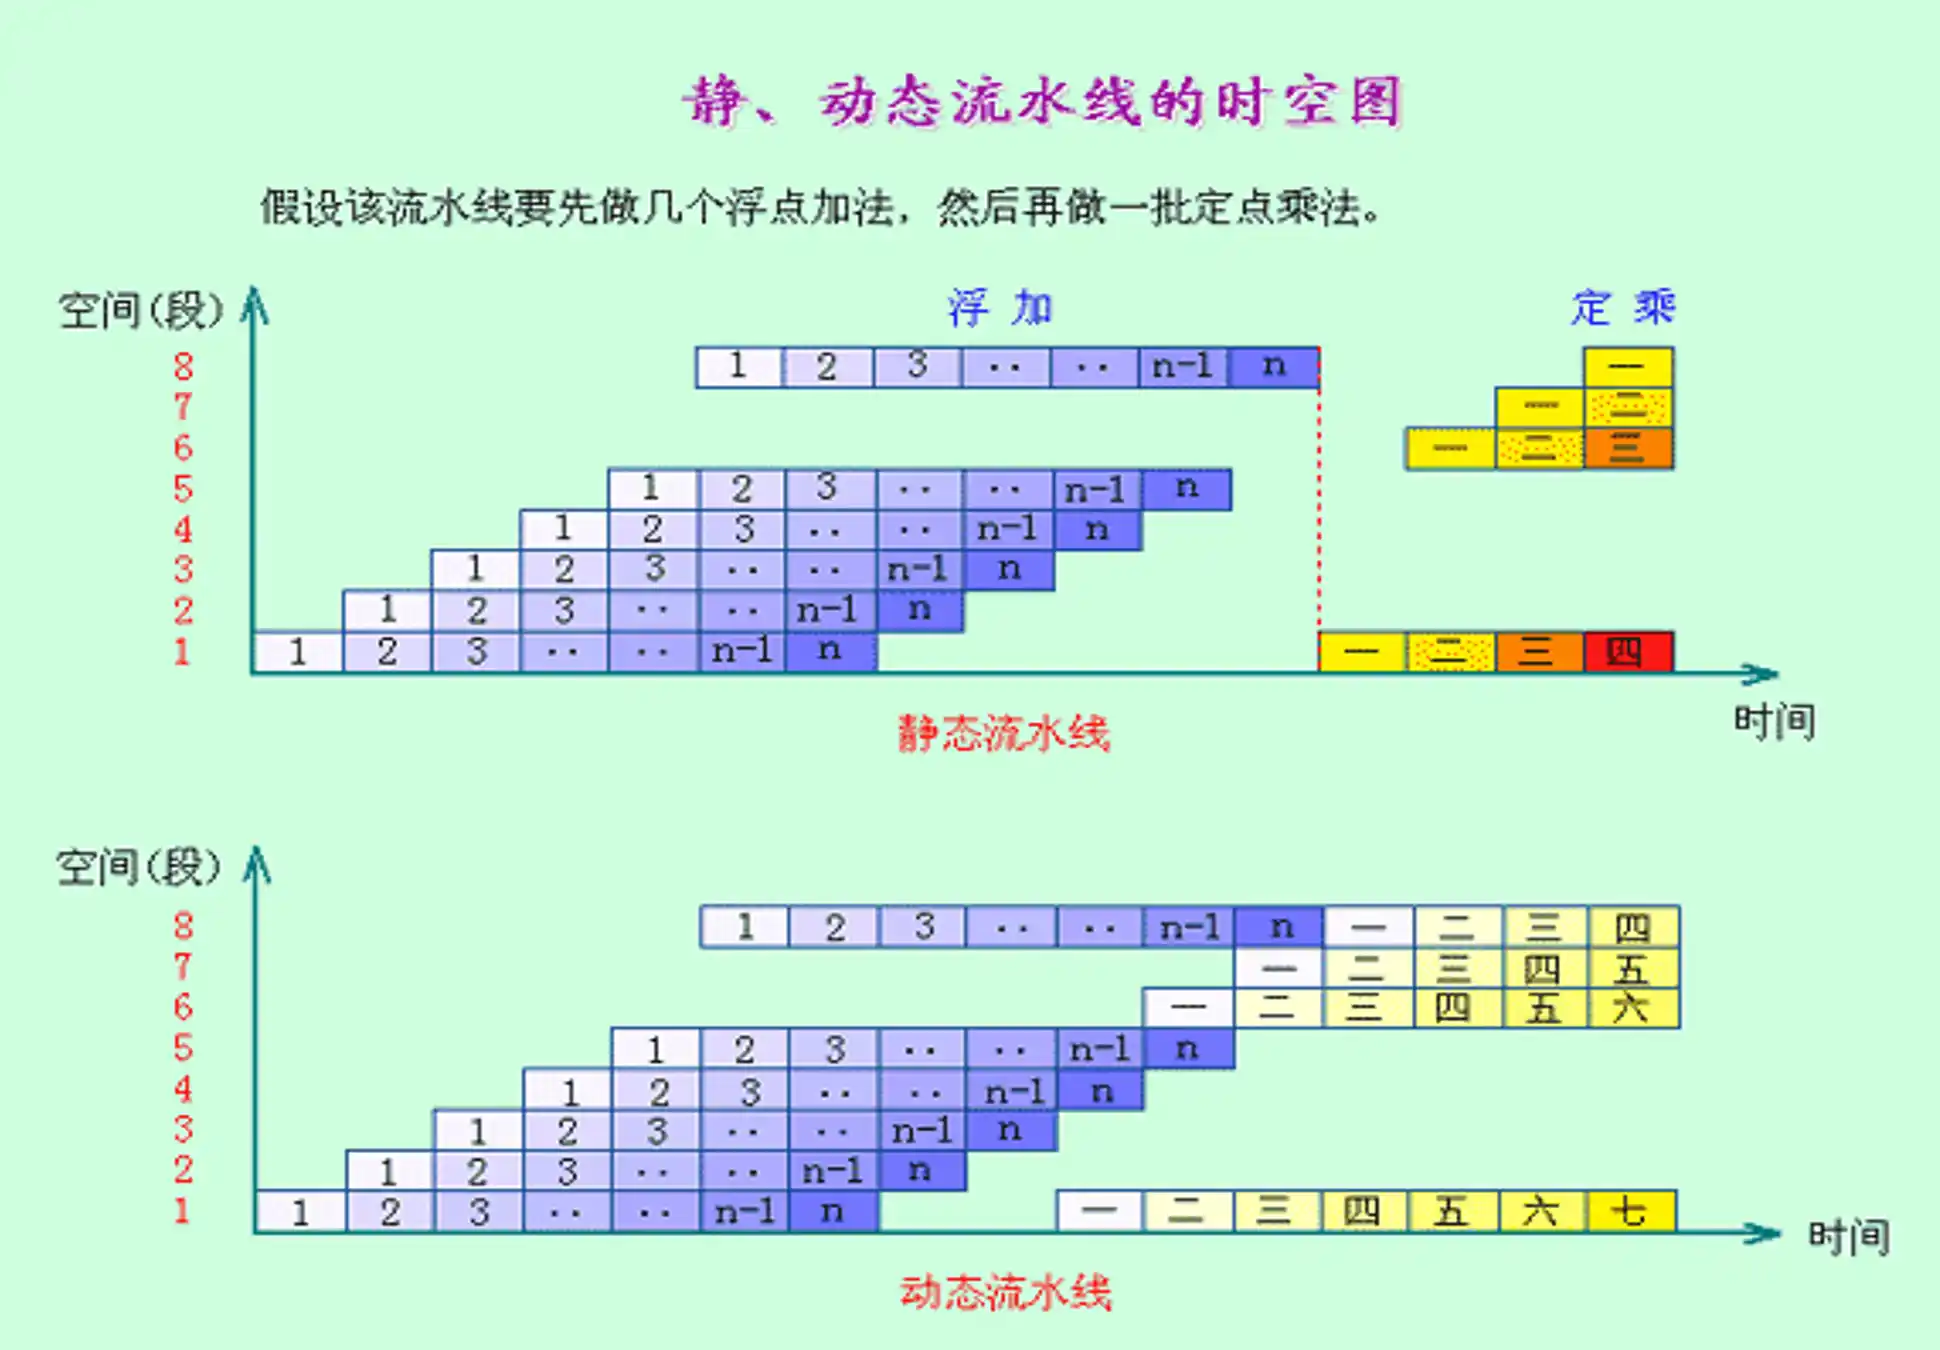 静、动态流水线的时空图
假设该流水线要先做几个浮点加法，然后再做一批定点乘法。
空间(段) 浮 加 定 乘
8 1 2 3 ·· ·· n-1 n 一
7 一 二
6 一 二 三
5 1 2 3 ·· ·· n-1 n
4 1 2 3 ·· ·· n-1 n
3 1 2 3 ·· ·· n-1 n
2 1 2 3 ·· ·· n-1 n
1 1 2 3 ·· ·· n-1 n 一 二 三 四
时间
静态流水线
空间(段)
8 1 2 3 ·· ·· n-1 n 一 二 三 四
7 一 二 三 四 五
6 一 二 三 四 五 六
5 1 2 3 ·· ·· n-1 n
4 1 2 3 ·· ·· n-1 n
3 1 2 3 ·· ·· n-1 n
2 1 2 3 ·· ·· n-1 n
1 1 2 3 ·· ·· n-1 n 一 二 三 四 五 六 七
时间
动态流水线